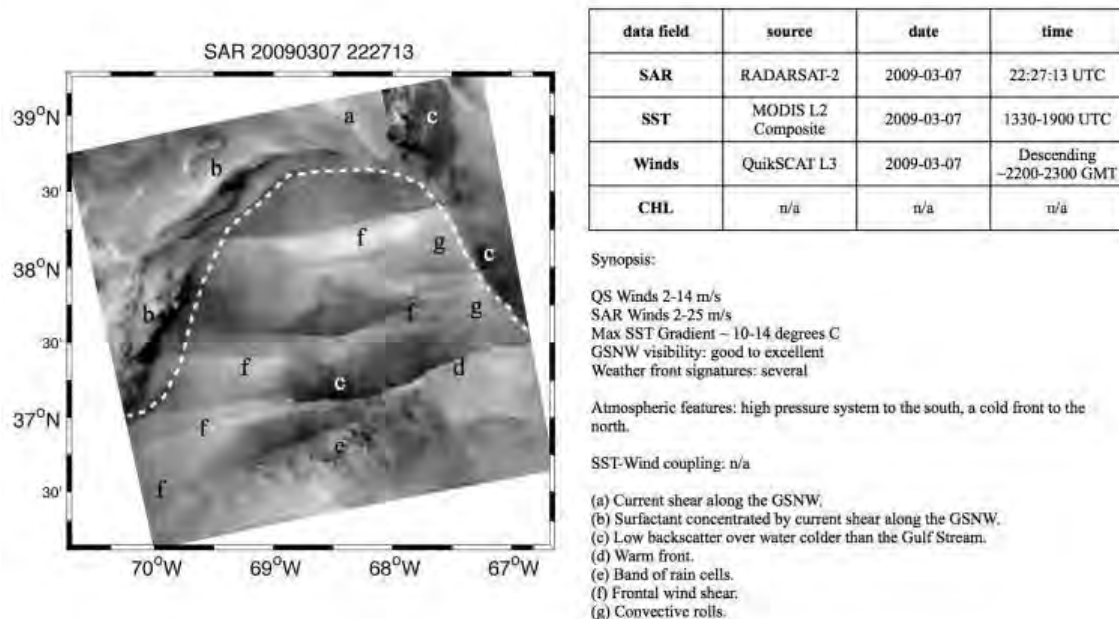 SAR 20090307 222713
39°N
30'
38°N
30'
37°N
30'
70°W 69°W 68°W 67°W
a
c
b
f
g
c
b
f
g
f
c
d
f
e
f
data field source date time
SAR RADARSAT-2 2009-03-07 22:27:13 UTC
SST MODIS L2 Composite 2009-03-07 1330-1900 UTC
Winds QuikSCAT L3 2009-03-07 Descending ~2200-2300 GMT
CHL n/a n/a n/a
Synopsis:
QS Winds 2-14 m/s
SAR Winds 2-25 m/s
Max SST Gradient ~ 10-14 degrees C
GSNW visibility: good to excellent
Weather front signatures: several
Atmospheric features: high pressure system to the south, a cold front to the
north.
SST-Wind coupling: n/a
(a) Current shear along the GSNW.
(b) Surfactant concentrated by current shear along the GSNW.
(c) Low backscatter over water colder than the Gulf Stream.
(d) Warm front.
(e) Band of rain cells.
(f) Frontal wind shear.
(g) Convective rolls.